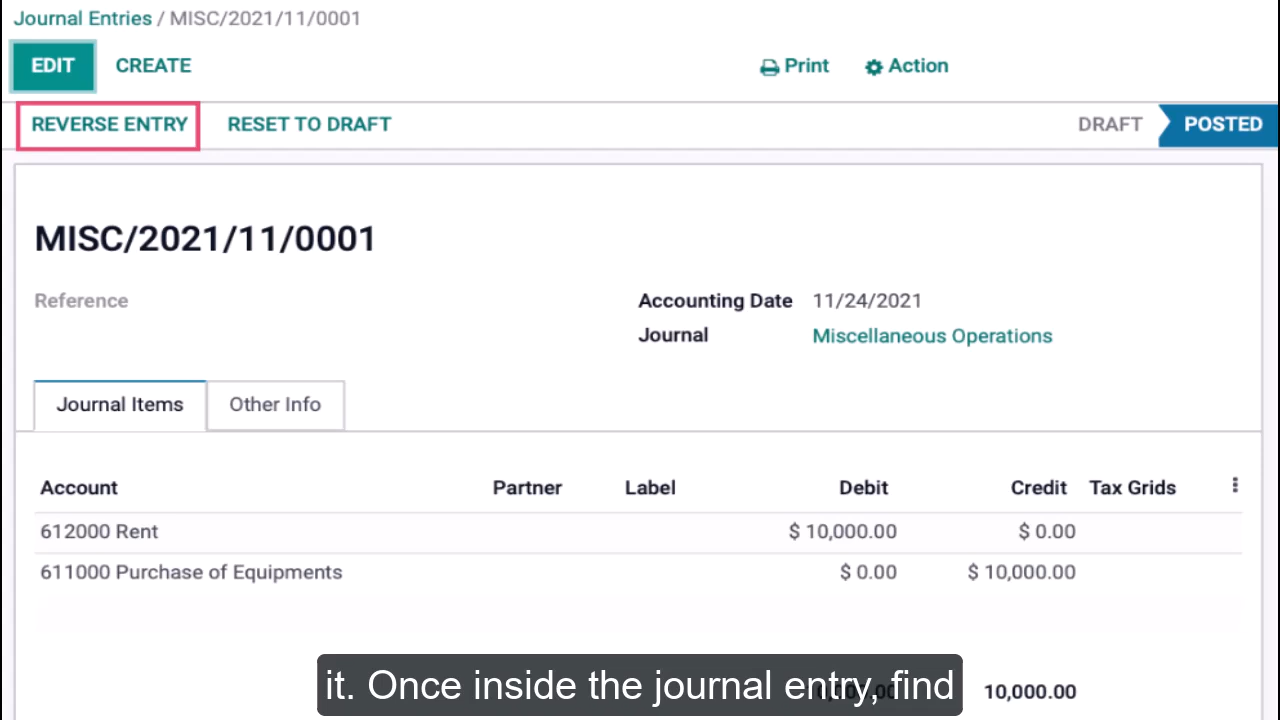 Journal Entries / MISC/2021/11/0001
EDIT CREATE Print Action
REVERSE ENTRY RESET TO DRAFT DRAFT POSTED
MISC/2021/11/0001
Reference Accounting Date 11/24/2021
Journal Miscellaneous Operations
Journal Items Other Info
Account Partner Label Debit Credit Tax Grids
612000 Rent $ 10,000.00 $ 0.00
611000 Purchase of Equipments $ 0.00 $ 10,000.00
10,000.00
it. Once inside the journal entry, find